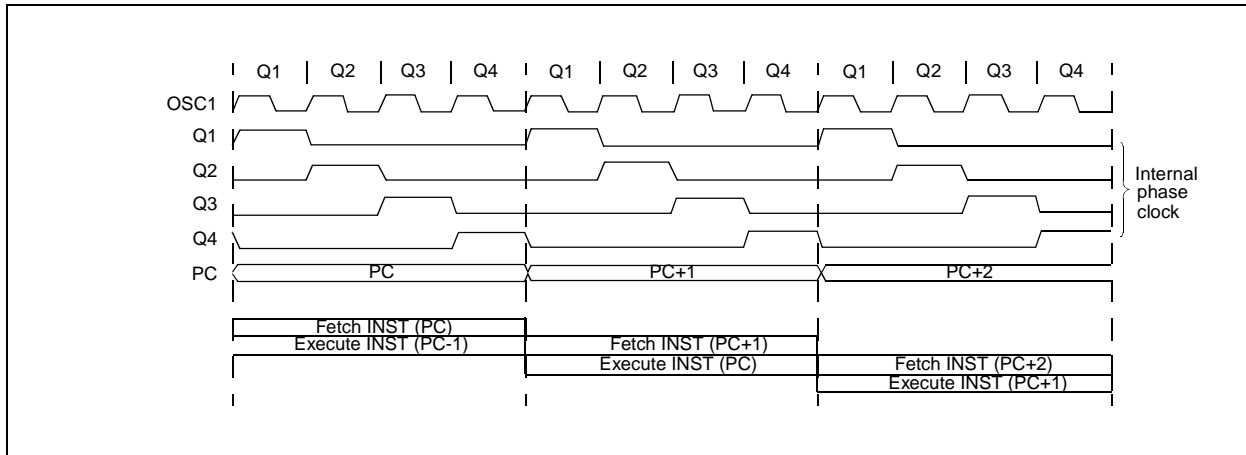 Q1 Q2 Q3 Q4 Q1 Q2 Q3 Q4 Q1 Q2 Q3 Q4
OSC1
Q1
Q2
Q3
Q4
Internal
phase
clock
PC PC PC+1 PC+2
Fetch INST (PC)
Execute INST (PC-1) Fetch INST (PC+1)
Execute INST (PC) Fetch INST (PC+2)
Execute INST (PC+1)